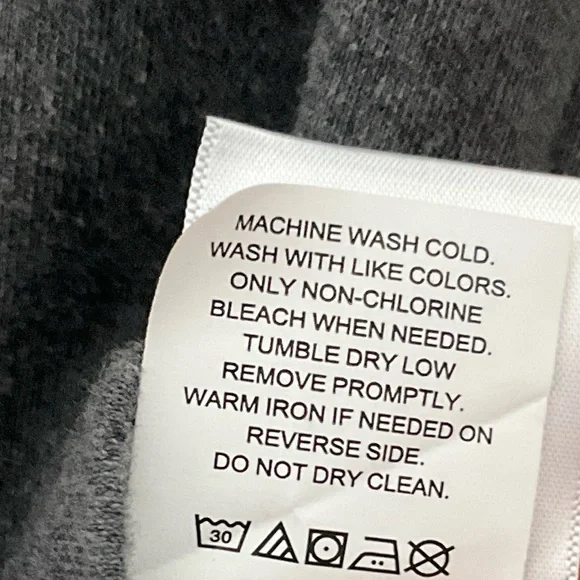 MACHINE WASH COLD.
WASH WITH LIKE COLORS.
ONLY NON-CHLORINE
BLEACH WHEN NEEDED.
TUMBLE DRY LOW
REMOVE PROMPTLY.
WARM IRON IF NEEDED ON
REVERSE SIDE.
DO NOT DRY CLEAN.
30